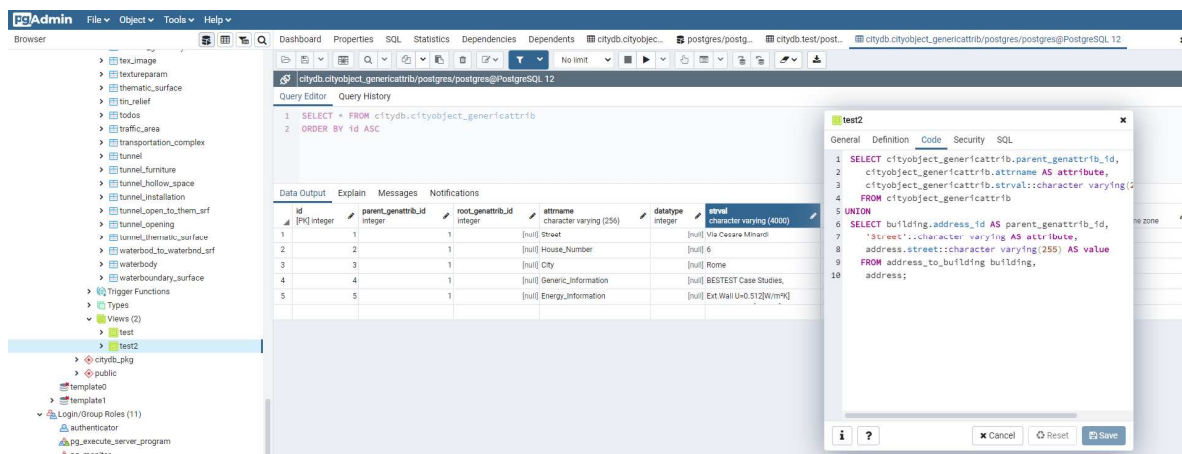 pgAdmin File Object Tools Help
Browser
Dashboard Properties SQL Statistics Dependencies Dependents citydb.cityobjec... postgres/postg... citydb.test/post... citydb.cityobject_genericattrib/postgres/postgres@PostgreSQL 12
tex_image
textureparam
thematic_surface
tin_relief
todos
traffic_area
transportation_complex
tunnel
tunnel_furniture
tunnel_hollow_space
tunnel_installation
tunnel_open_to_them_srf
tunnel_opening
tunnel_thematic_surface
waterbod_to_waterbnd_srf
waterbody
waterboundary_surface
Trigger Functions
Types
Views (2)
test
test2
citydb_pkg
public
template0
template1
Login/Group Roles (11)
authenticator
pg_execute_server_program
No limit
citydb.cityobject_genericattrib/postgres/postgres@PostgreSQL 12
Query Editor Query History
1 SELECT * FROM citydb.cityobject_genericattrib
2 ORDER BY id ASC
Data Output Explain Messages Notifications
id [PK] integer parent_genattrib_id integer root_genattrib_id integer attrname character varying (256) datatype integer strval character varying (4000)
1 1 1 [null] Street [null] Via Cesare Minardi
2 2 1 [null] House_Number [null] 6
3 3 1 [null] City [null] Rome
4 4 1 [null] Generic_Information [null] BESTEST Case Studies,
5 5 1 [null] Energy_Information [null] Ext.Wall U=0.512[W/m²K]
ne zone
test2
General Definition Code Security SQL
1 SELECT cityobject_genericattrib.parent_genattrib_id,
2 cityobject_genericattrib.attrname AS attribute,
3 cityobject_genericattrib.strval::character varying(2
4 FROM cityobject_genericattrib
5 UNION
6 SELECT building.address_id AS parent_genattrib_id,
7 'Street'::character varying AS attribute,
8 address.street::character varying(255) AS value
9 FROM address_to_building building,
10 address;
i ? Cancel Reset Save